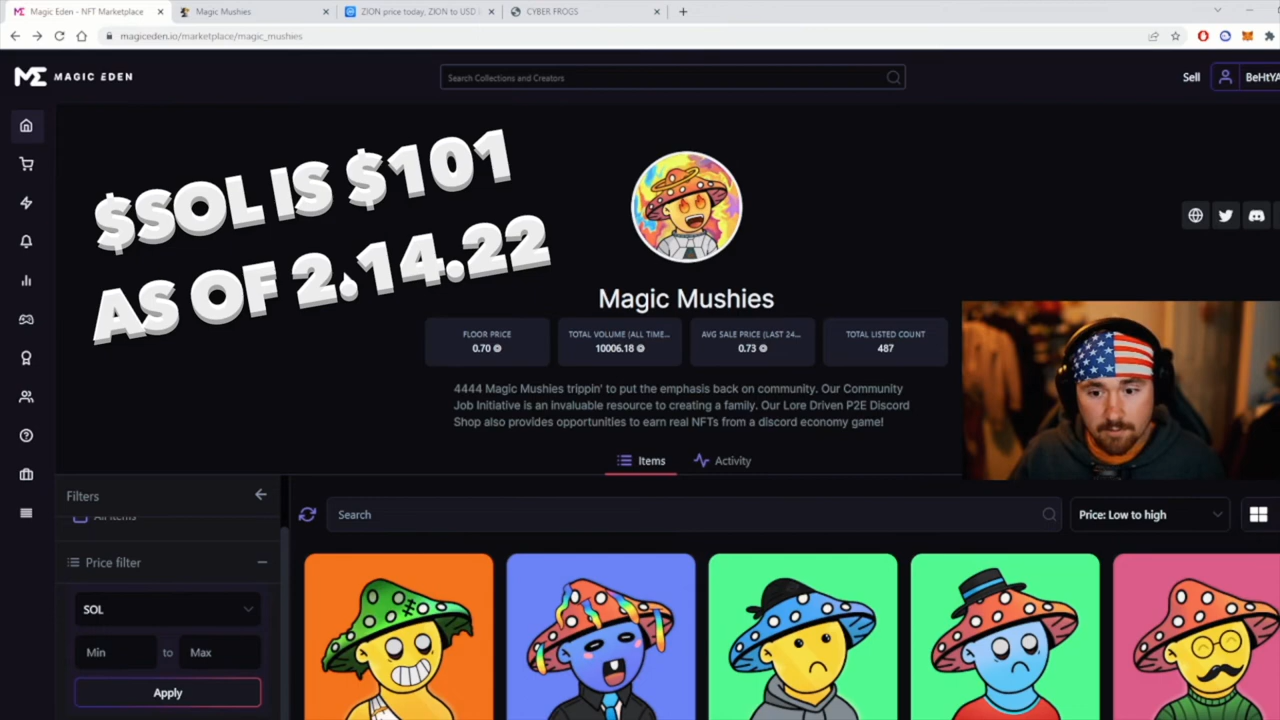 Magic Eden - NFT Marketplace
Magic Mushies
ZION price today, ZION to USD
CYBER FROGS
magiceden.io/marketplace/magic_mushies
MAGIC EDEN
Search Collections and Creators
Sell
BeHtYA
$SOL IS $101
AS OF 2.14.22
Magic Mushies
FLOOR PRICE
0.70
TOTAL VOLUME (ALL TIME...
10006.18
AVG SALE PRICE (LAST 24...
0.73
TOTAL LISTED COUNT
487
4444 Magic Mushies trippin' to put the emphasis back on community. Our Community
Job Initiative is an invaluable resource to creating a family. Our Lore Driven P2E Discord
Shop also provides opportunities to earn real NFTs from a discord economy game!
Items
Activity
Filters
Search
Price: Low to high
All items
Price filter
SOL
Min
to
Max
Apply